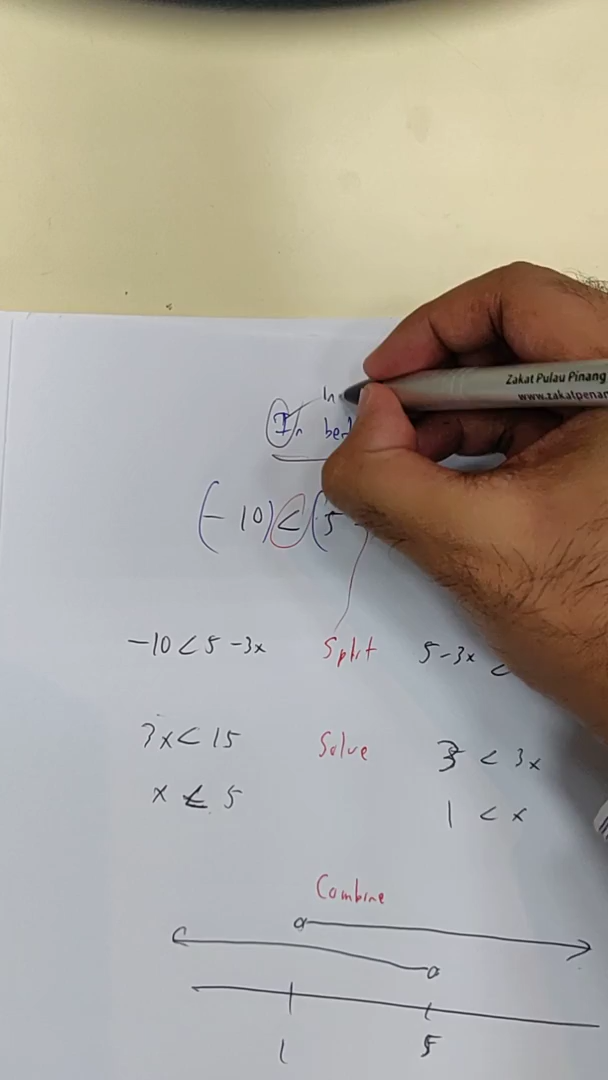 Zakat Pulau Pinang
In
In
(-10) < (5
-10 < 5 - 3x
Split
5 - 3x <
3x < 15
Solve
3 < 3x
x < 5
1 < x
Combine
1
5